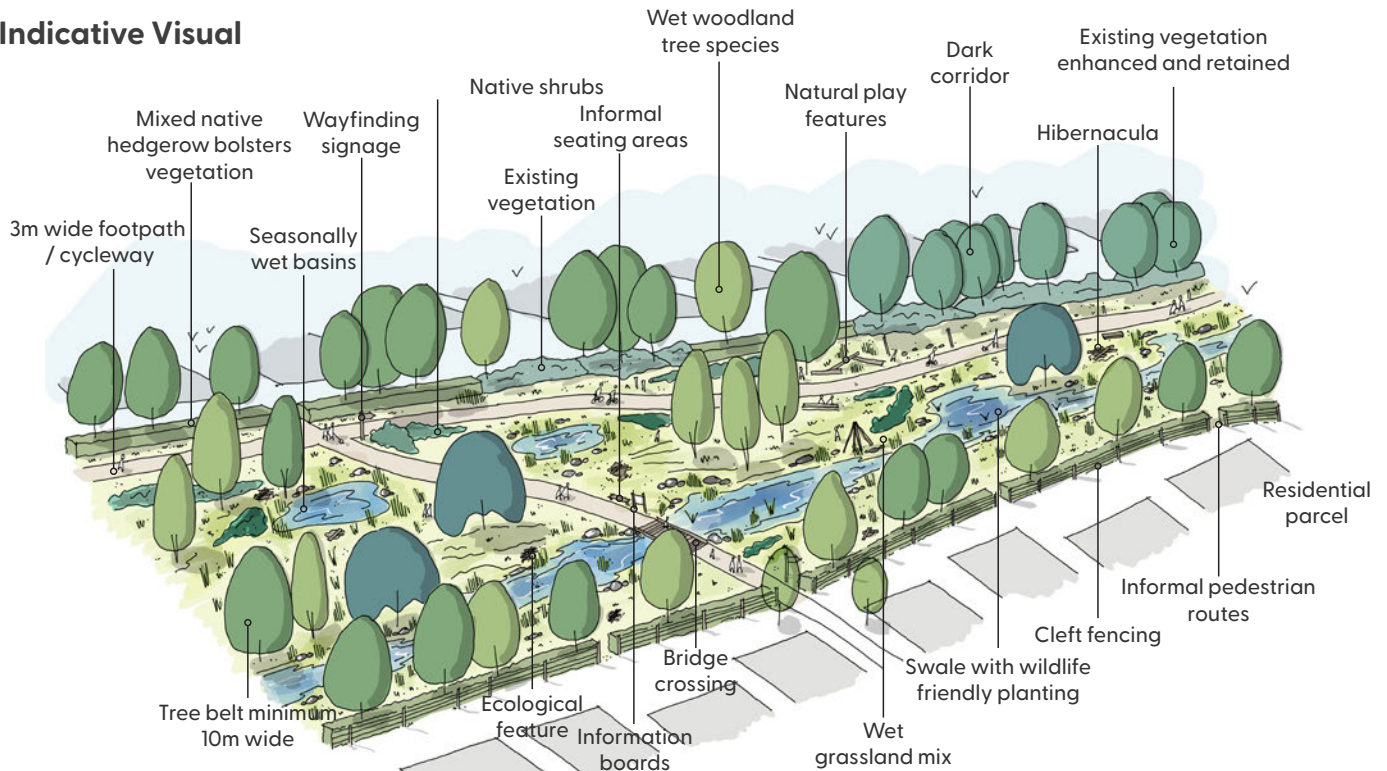 Indicative Visual
Wet woodland
tree species
Dark
corridor
Existing vegetation
enhanced and retained
Native shrubs
Natural play
features
Informal
seating areas
Mixed native
hedgerow bolsters
vegetation
Wayfinding
signage
Hibernacula
Existing
vegetation
3m wide footpath
/ cycleway
Seasonally
wet basins
Residential
parcel
Informal pedestrian
routes
Cleft fencing
Swale with wildlife
friendly planting
Bridge
crossing
Tree belt minimum
10m wide
Ecological
feature
Information
boards
Wet
grassland mix